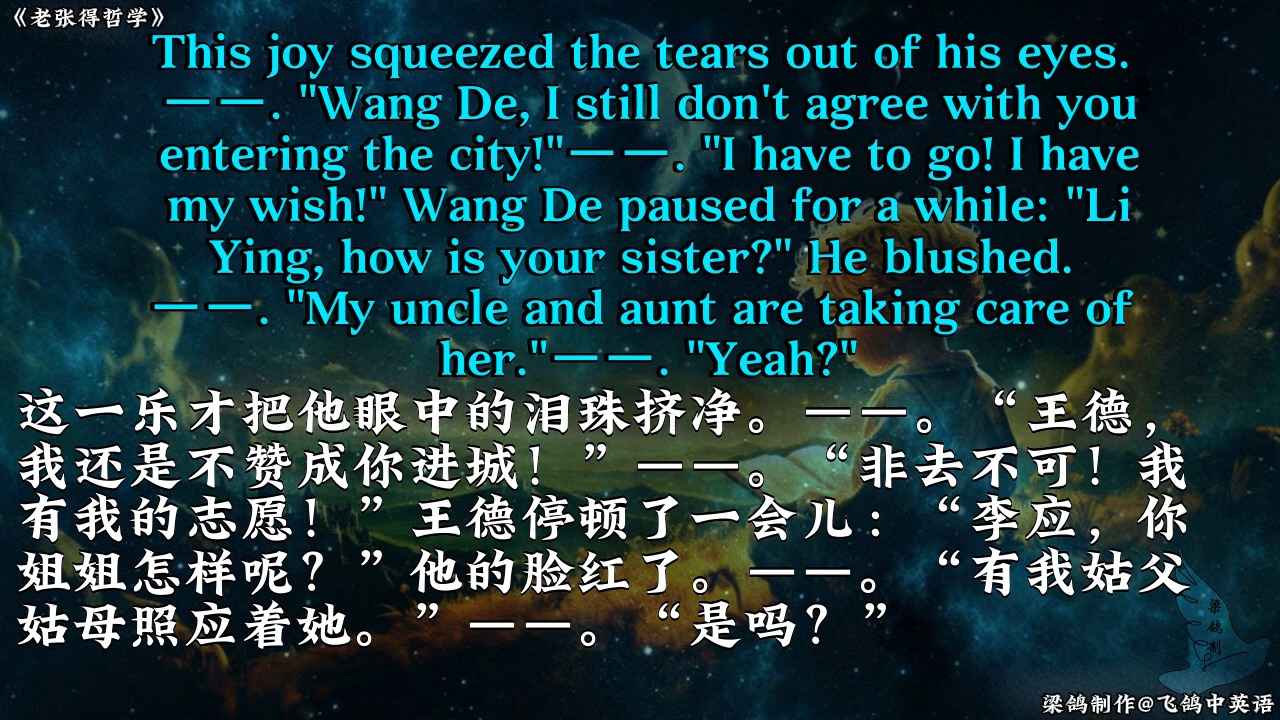 《老张得哲学》
This joy squeezed the tears out of his eyes.
——. "Wang De, I still don't agree with you
entering the city!"——. "I have to go! I have
my wish!" Wang De paused for a while: "Li
Ying, how is your sister?" He blushed.
——. "My uncle and aunt are taking care of
her."——. "Yeah?"
这一乐才把他眼中的泪珠挤净。——。“王德，
我还是不赞成你进城！”——。“非去不可！我
有我的志愿！”王德停顿了一会儿：“李应，你
姐姐怎样呢？”他的脸红了。——。“有我姑父
姑母照应着她。”——。“是吗？”
梁鸽制
梁鸽制作@飞鸽中英语